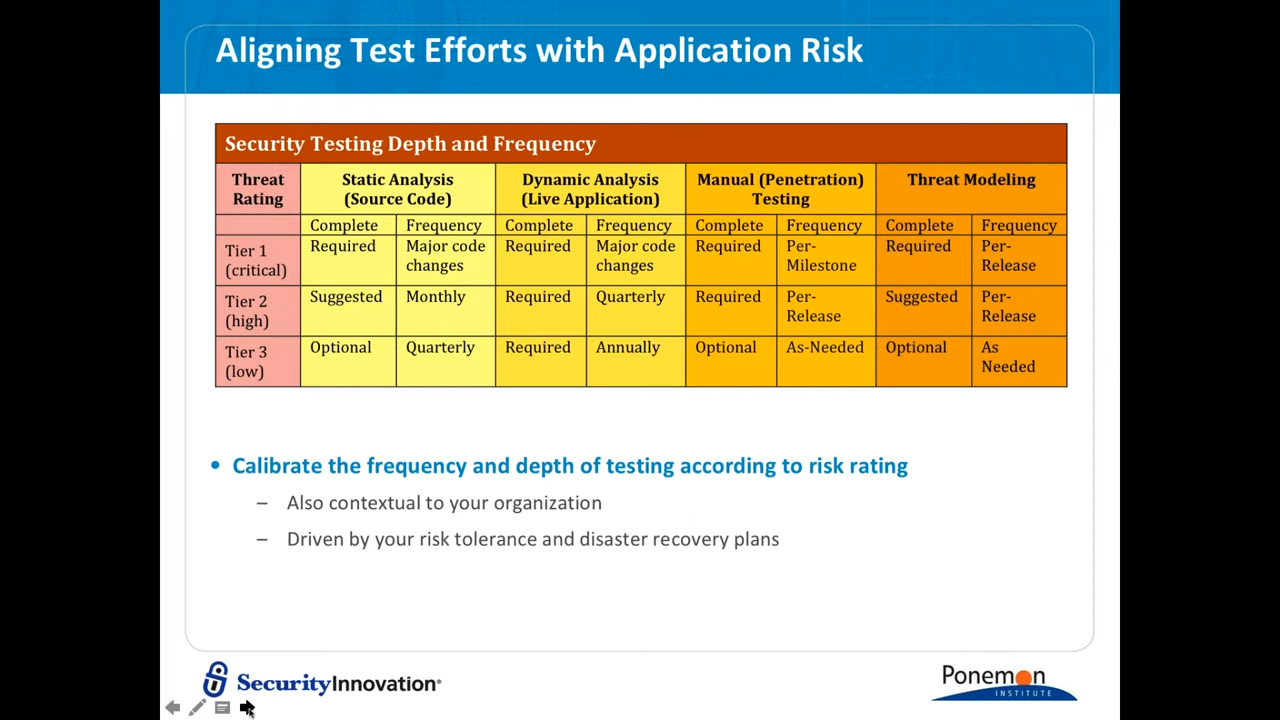 Aligning Test Efforts with Application Risk
Security Testing Depth and Frequency
Threat Rating Static Analysis (Source Code) Dynamic Analysis (Live Application) Manual (Penetration) Testing Threat Modeling
Complete Frequency Complete Frequency Complete Frequency Complete Frequency
Tier 1 (critical) Required Major code changes Required Major code changes Required Per-Milestone Required Per-Release
Tier 2 (high) Suggested Monthly Required Quarterly Required Per-Release Suggested Per-Release
Tier 3 (low) Optional Quarterly Required Annually Optional As-Needed Optional As Needed
• Calibrate the frequency and depth of testing according to risk rating
– Also contextual to your organization
– Driven by your risk tolerance and disaster recovery plans
SecurityInnovation®
Ponemon
INSTITUTE